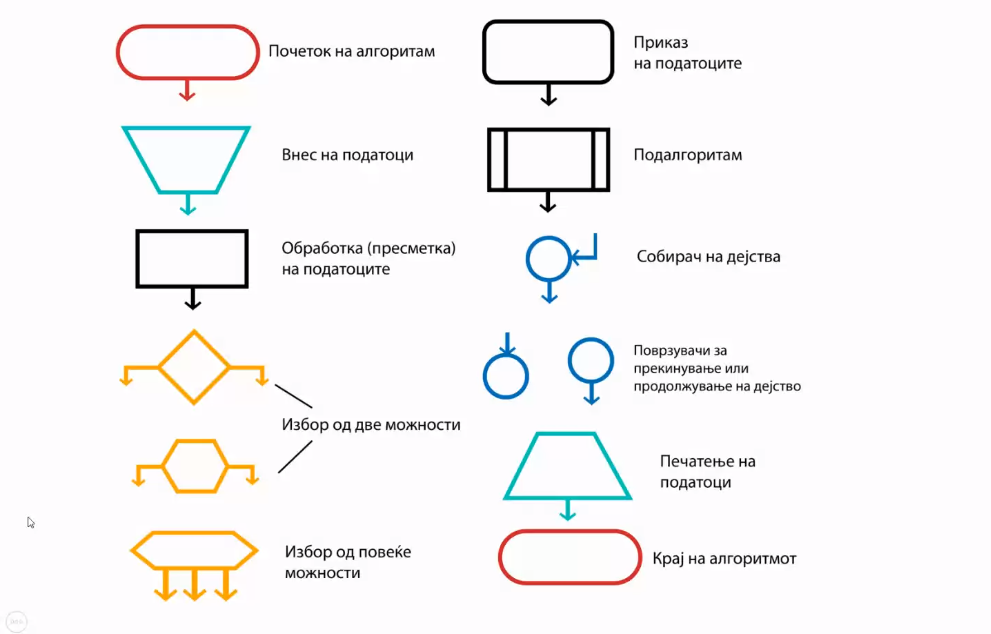 Почеток на алгоритам
Внес на податоци
Обработка (пресметка)
на податоците
Избор од две можности
Избор од повеќе
можности
Приказ
на податоците
Подалгоритам
Собирач на дејства
Поврзувачи за
прекинување или
продолжување на дејство
Печатење на
податоци
Крај на алгоритмот